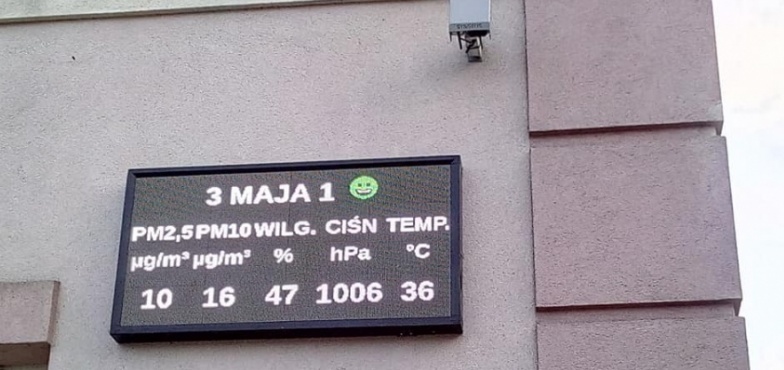 3 MAJA 1
PM2,5 PM10 WILG. CIŚN TEMP.
µg/m³ µg/m³ % hPa °C
10 16 47 1006 36